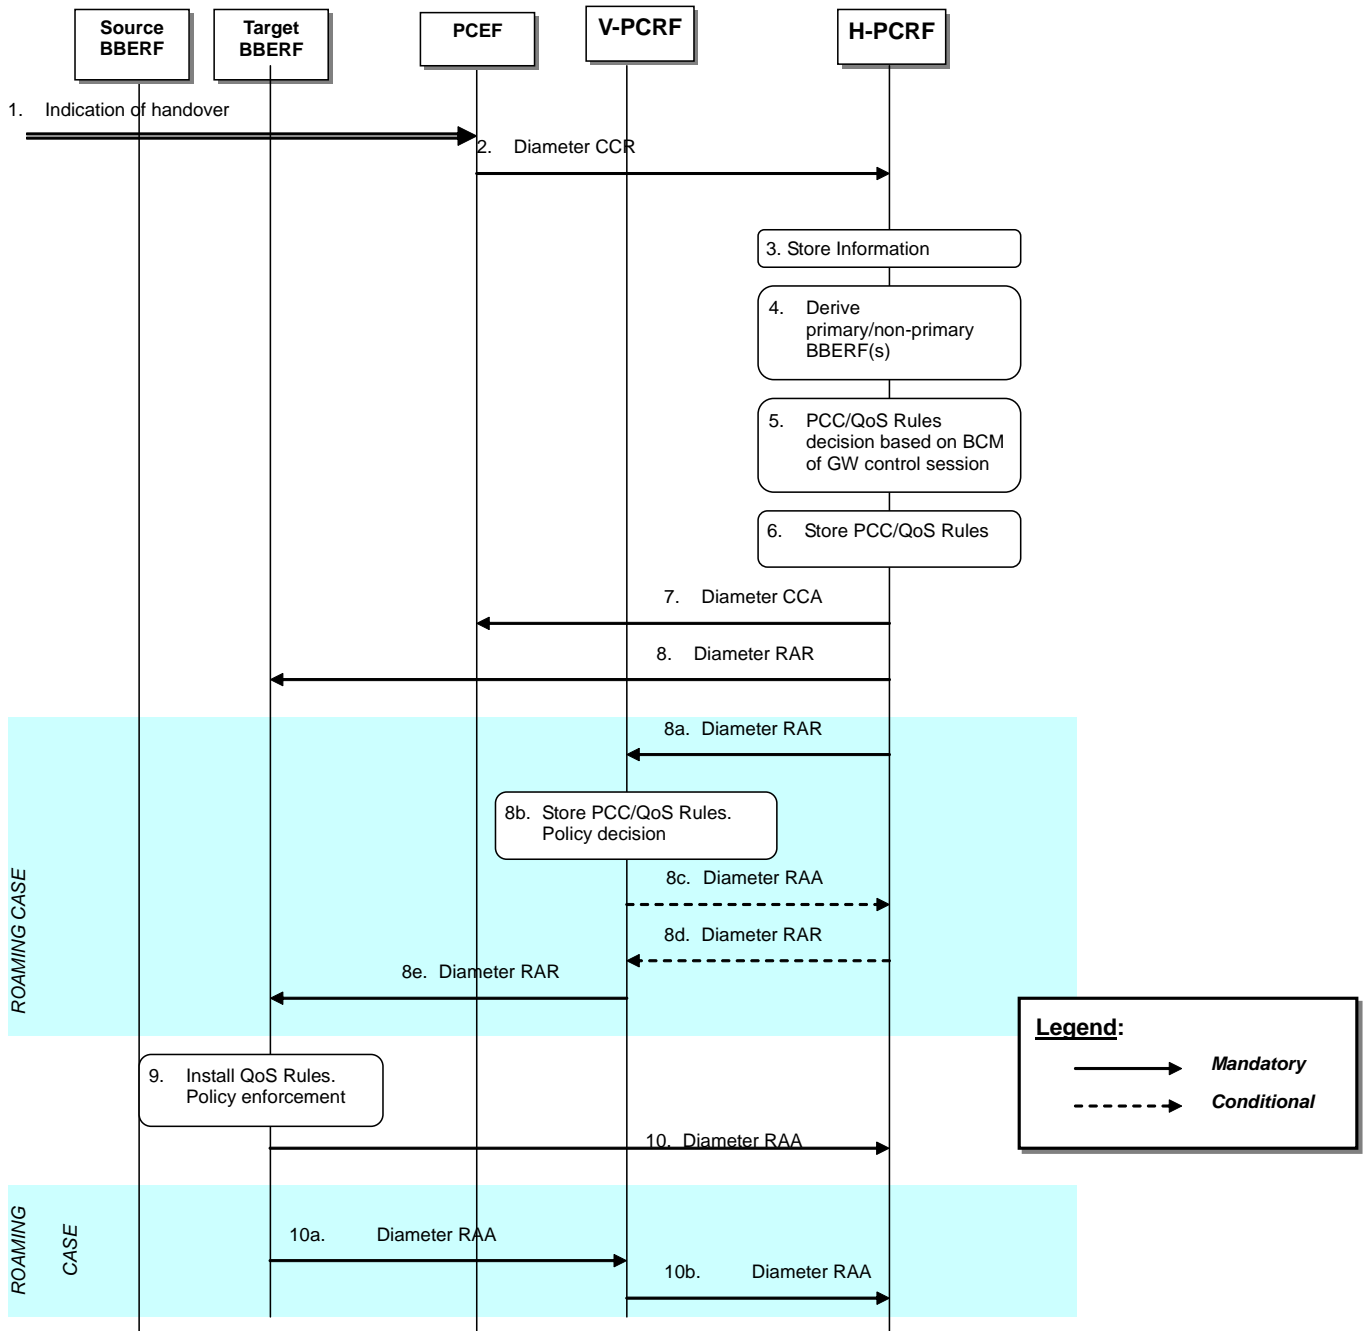 Source
BBERF
Target
BBERF
PCEF
V-PCRF
H-PCRF
1. Indication of handover
2. Diameter CCR
3. Store Information
4. Derive
primary/non-primary
BBERF(s)
5. PCC/QoS Rules
decision based on BCM
of GW control session
6. Store PCC/QoS Rules
7. Diameter CCA
8. Diameter RAR
8a. Diameter RAR
8b. Store PCC/QoS Rules.
Policy decision
8c. Diameter RAA
8d. Diameter RAR
8e. Diameter RAR
ROAMING CASE
Legend:
Mandatory
Conditional
9. Install QoS Rules.
Policy enforcement
10. Diameter RAA
ROAMING
CASE
10a. Diameter RAA
10b. Diameter RAA